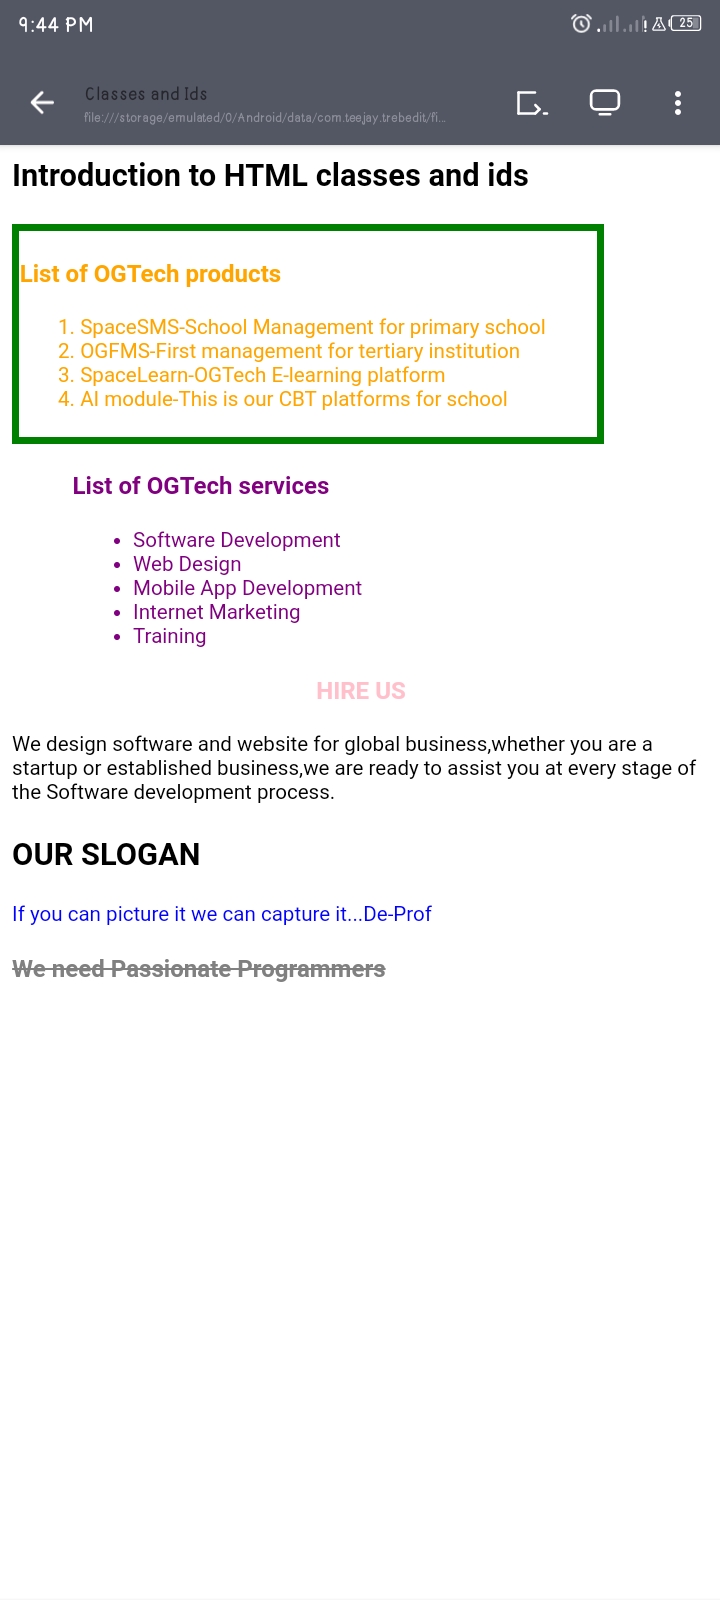 9:44 PM
25
Classes and Ids
file:///storage/emulated/0/Android/data/com.teejay.trebedit/fi...
Introduction to HTML classes and ids
List of OGTech products
1. SpaceSMS-School Management for primary school
2. OGFMS-First management for tertiary institution
3. SpaceLearn-OGTech E-learning platform
4. AI module-This is our CBT platforms for school
List of OGTech services
• Software Development
• Web Design
• Mobile App Development
• Internet Marketing
• Training
HIRE US
We design software and website for global business,whether you are a
startup or established business,we are ready to assist you at every stage of
the Software development process.
OUR SLOGAN
If you can picture it we can capture it...De-Prof
We need Passionate Programmers